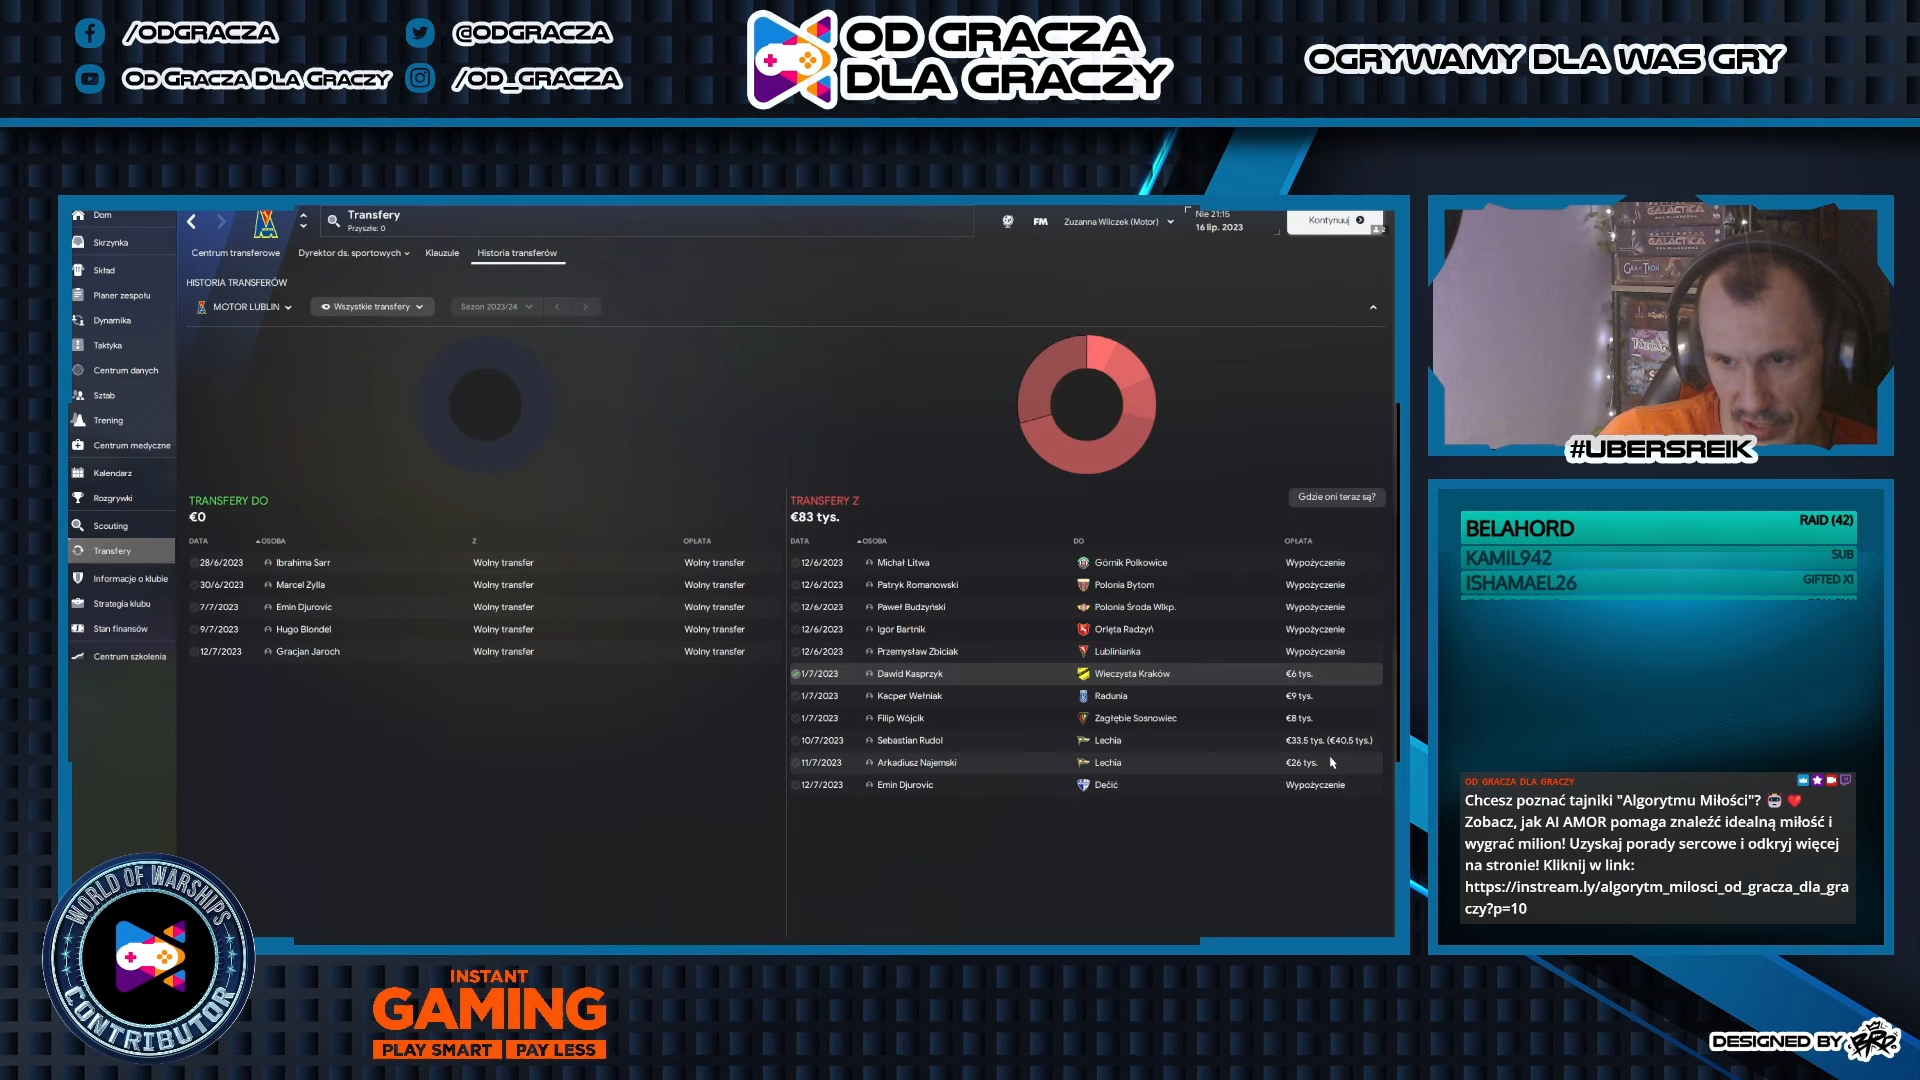 /ODGRACZA
@ODGRACZA
OD GRACZA DLA GRACZY
/OD_GRACZA
OD GRACZA
DLA GRACZY
OGRYWAMY DLA WAS GRY
Dom
Skrzynka
Skład
Planer zespołu
Dynamika
Taktyka
Centrum danych
Sztab
Trening
Centrum medyczne
Kalendarz
Rozgrywki
Scouting
Transfery
Informacje o klubie
Strategia klubu
Stan finansów
Centrum szkolenia
Transfery
Przyszłe: 0
FM
Zuzanna Wilczek (Motor)
Nie 21:15
16 lip. 2023
Kontynuuj
2
Centrum transferowe
Dyrektor ds. sportowych
Klauzule
Historia transferów
HISTORIA TRANSFERÓW
MOTOR LUBLIN
Wszystkie transfery
Sezon 2023/24
TRANSFERY DO
€0
DATA OSOBA Z OPŁATA
28/6/2023 Ibrahima Sarr Wolny transfer Wolny transfer
30/6/2023 Marcel Zylla Wolny transfer Wolny transfer
7/7/2023 Emin Djurovic Wolny transfer Wolny transfer
9/7/2023 Hugo Blondel Wolny transfer Wolny transfer
12/7/2023 Gracjan Jaroch Wolny transfer Wolny transfer
TRANSFERY Z
€83 tys.
Gdzie oni teraz są?
DATA OSOBA DO OPŁATA
12/6/2023 Michał Litwa Górnik Polkowice Wypożyczenie
12/6/2023 Patryk Romanowski Polonia Bytom Wypożyczenie
12/6/2023 Paweł Budzyński Polonia Środa Wlkp. Wypożyczenie
12/6/2023 Igor Bartnik Orlęta Radzyń Wypożyczenie
12/6/2023 Przemysław Zbiciak Lublinianka Wypożyczenie
1/7/2023 Dawid Kasprzyk Wieczysta Kraków €6 tys.
1/7/2023 Kacper Wełniak Radunia €9 tys.
1/7/2023 Filip Wójcik Zagłębie Sosnowiec €8 tys.
10/7/2023 Sebastian Rudol Lechia €33.5 tys. (€40.5 tys.)
11/7/2023 Arkadiusz Najemski Lechia €26 tys.
12/7/2023 Emin Djurovic Dečić Wypożyczenie
GALACTICA
GALACTICA
#UBERSREIK
BELAHORD RAID (42)
KAMIL942 SUB
ISHAMAEL26 GIFTED X1
OD GRACZA DLA GRACZY
Chcesz poznać tajniki "Algorytmu Miłości"? 🤖 ❤️
Zobacz, jak AI AMOR pomaga znaleźć idealną miłość i
wygrać milion! Uzyskaj porady sercowe i odkryj więcej
na stronie! Kliknij w link:
https://instream.ly/algorytm_milosci_od_gracza_dla_gra
czy?p=10
WORLD OF WARSHIPS
CONTRIBUTOR
INSTANT
GAMING
PLAY SMART PAY LESS
DESIGNED BY BRD